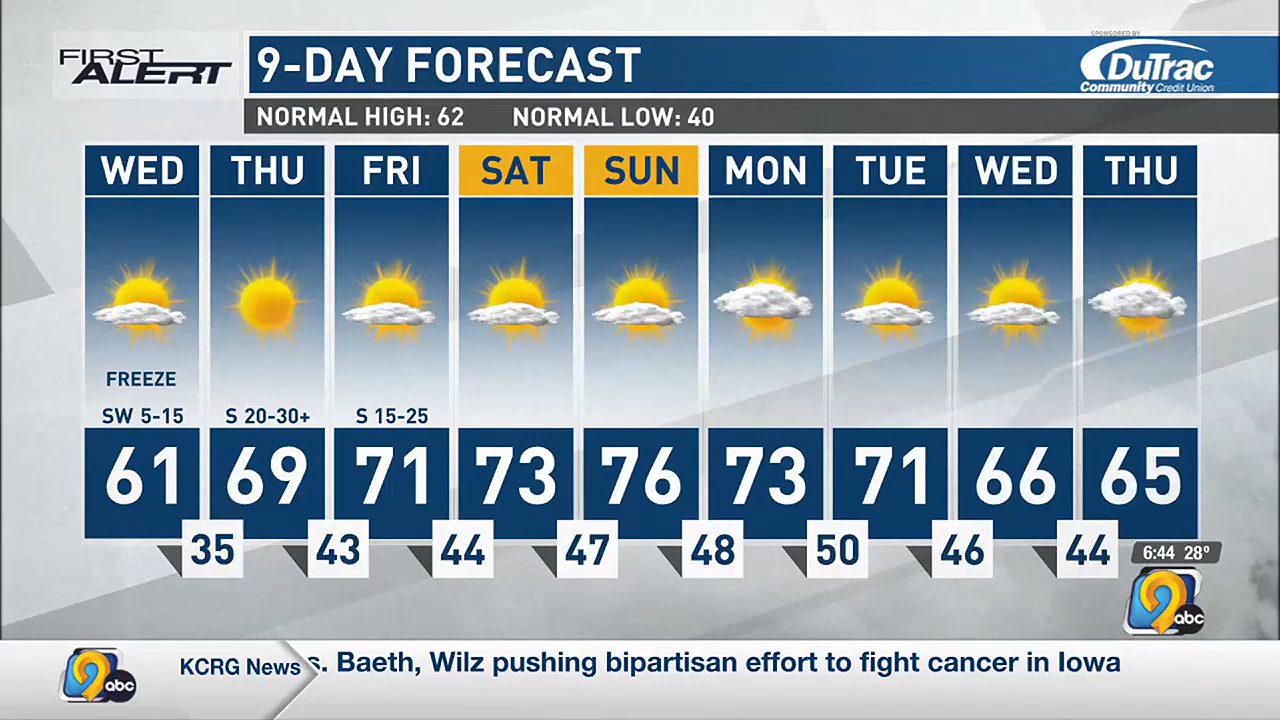 FIRST ALERT
9-DAY FORECAST
SPONSORED BY
DuTrac
Community Credit Union
NORMAL HIGH: 62 NORMAL LOW: 40
WED THU FRI SAT SUN MON TUE WED THU
FREEZE
SW 5-15 S 20-30+ S 15-25
61 69 71 73 76 73 71 66 65
35 43 44 47 48 50 46 44
6:44 28°
9 abc
9 abc
KCRG News s. Baeth, Wilz pushing bipartisan effort to fight cancer in Iowa